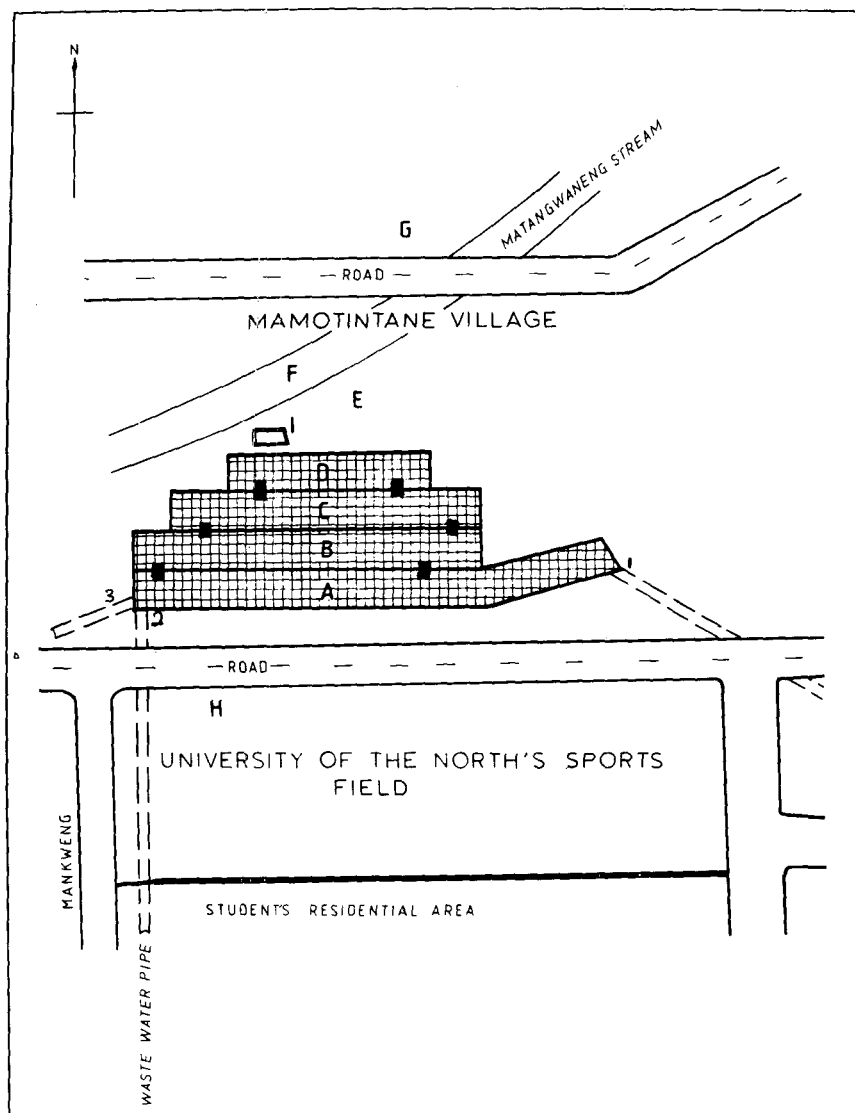 N
MATANGWANENG STREAM
G
ROAD
MAMOTINTANE VILLAGE
F
E
1
D
C
B
A
1
3
2
ROAD
H
UNIVERSITY OF THE NORTH'S SPORTS
FIELD
MANKWENG
STUDENT'S RESIDENTIAL AREA
WASTE WATER PIPE